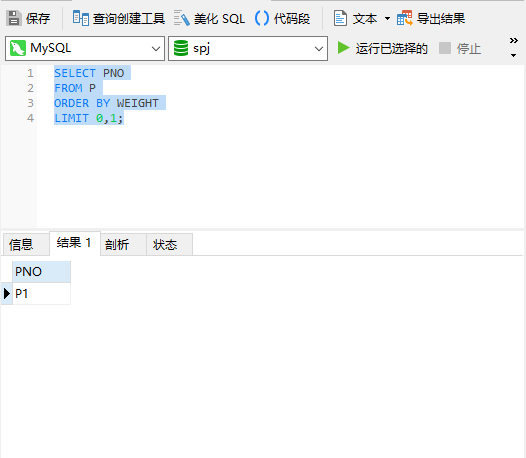 保存 查询创建工具 美化 SQL 代码段 文本 导出结果
MySQL spj 运行已选择的 停止
1 SELECT PNO
2 FROM P
3 ORDER BY WEIGHT
4 LIMIT 0,1;
信息 结果 1 剖析 状态
PNO
P1